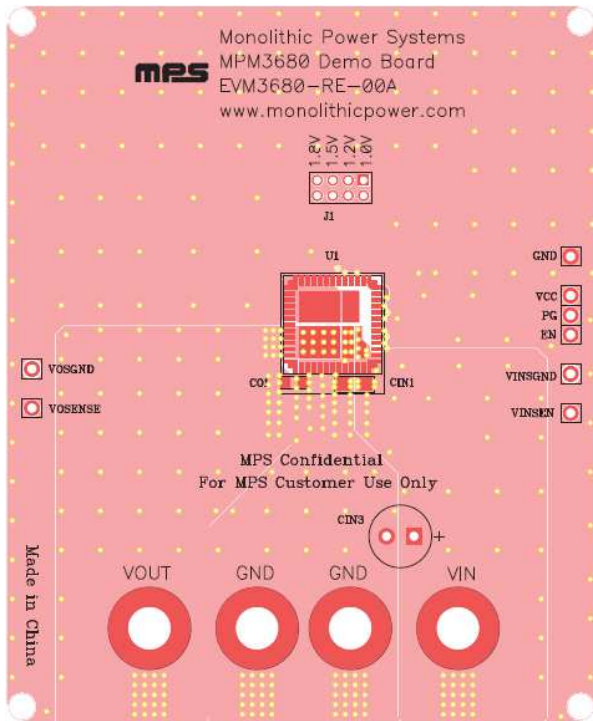 Monolithic Power Systems
mPS
MPM3680 Demo Board
EVM3680-RE-00A
www.monolithicpower.com
1.8V
1.5V
1.2V
1.0V
J1
U1
GND
VCC
PG
EN
VOSGND
VINSGND
CO1
CIN1
VOSENSE
VINSEN
MPS Confidential
For MPS Customer Use Only
CIN3
+
Made in China
VOUT
GND
GND
VIN